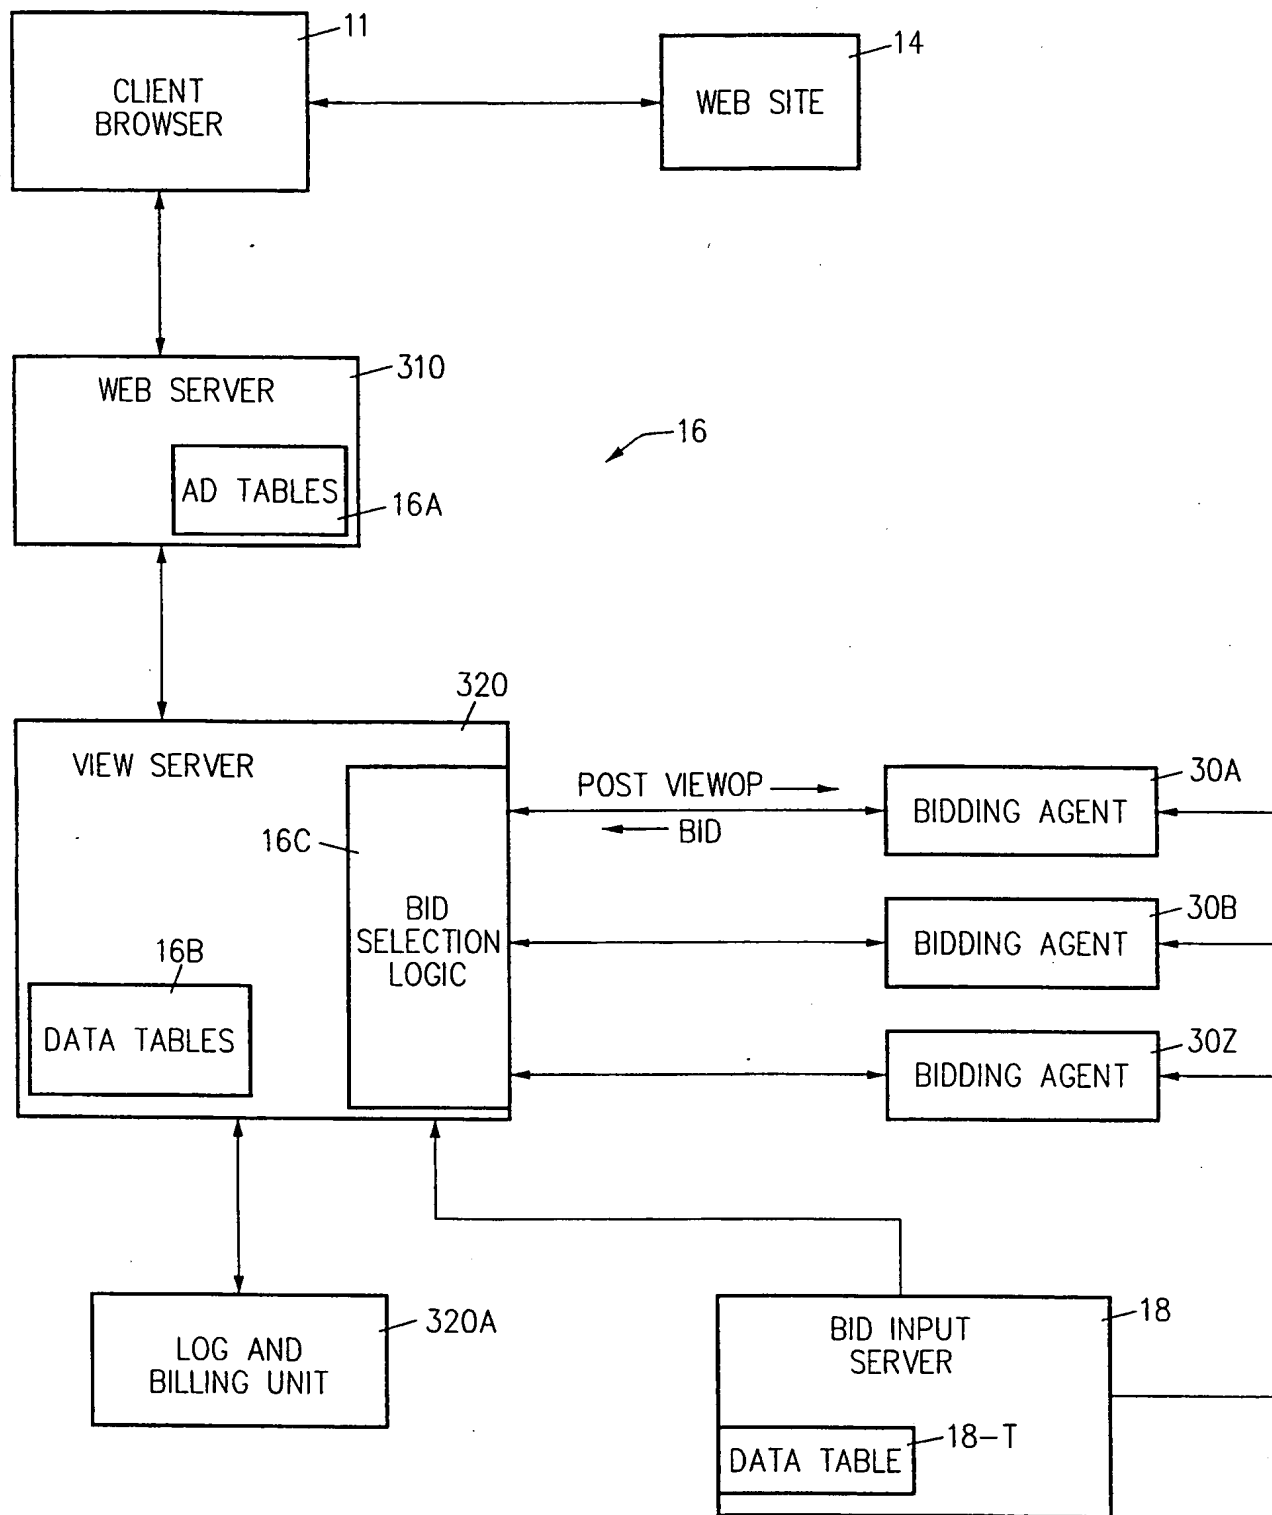 11
CLIENT
BROWSER
14
WEB SITE
310
WEB SERVER
16
AD TABLES
16A
320
VIEW SERVER
POST VIEWOP
BID
30A
BIDDING AGENT
16C
BID
SELECTION
LOGIC
30B
BIDDING AGENT
16B
DATA TABLES
30Z
BIDDING AGENT
320A
LOG AND
BILLING UNIT
18
BID INPUT
SERVER
18-T
DATA TABLE